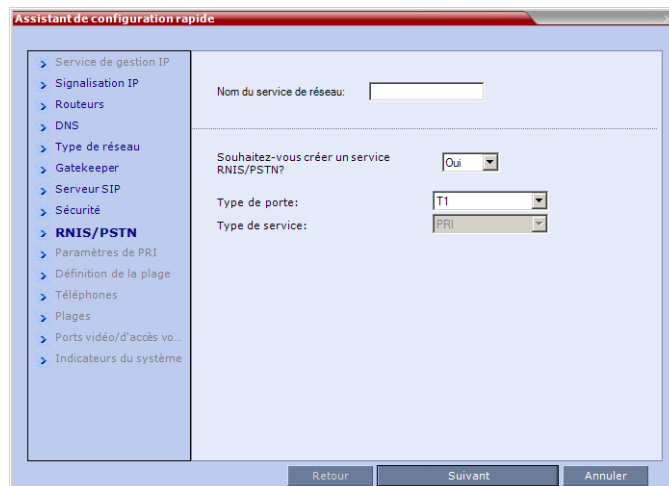 Assistant de configuration rapide
Service de gestion IP
Signalisation IP
Routeurs
DNS
Type de réseau
Gatekeeper
Serveur SIP
Sécurité
RNIS/PSTN
Paramètres de PRI
Définition de la plage
Téléphones
Plages
Ports vidéo/d'accès vo...
Indicateurs du système
Nom du service de réseau:
Souhaitez-vous créer un service
RNIS/PSTN? Oui
Type de porte: T1
Type de service: PRI
Retour Suivant Annuler